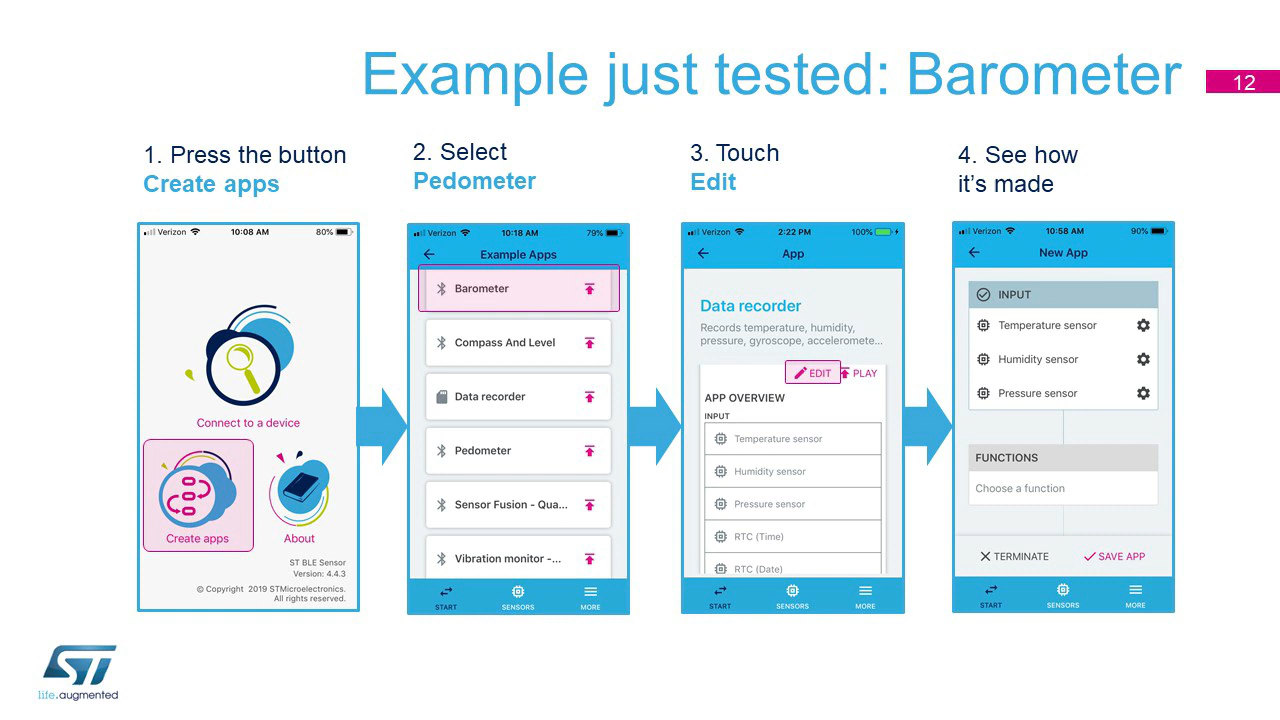 Example just tested: Barometer
12
1. Press the button
Create apps
2. Select
Pedometer
3. Touch
Edit
4. See how
it's made
Verizon 10:08 AM 80%
Connect to a device
Create apps
About
ST BLE Sensor
Version: 4.4.3
© Copyright 2019 STMicroelectronics.
All rights reserved.
Verizon 10:18 AM 79%
Example Apps
Barometer
Compass And Level
Data recorder
Pedometer
Sensor Fusion - Qua...
Vibration monitor -...
START SENSORS MORE
Verizon 2:22 PM 100%
App
Data recorder
Records temperature, humidity,
pressure, gyroscope, acceleromete...
EDIT PLAY
APP OVERVIEW
INPUT
Temperature sensor
Humidity sensor
Pressure sensor
RTC (Time)
RTC (Date)
START SENSORS MORE
Verizon 10:58 AM 90%
New App
INPUT
Temperature sensor
Humidity sensor
Pressure sensor
FUNCTIONS
Choose a function
TERMINATE SAVE APP
START SENSORS MORE
ST
life.augmented